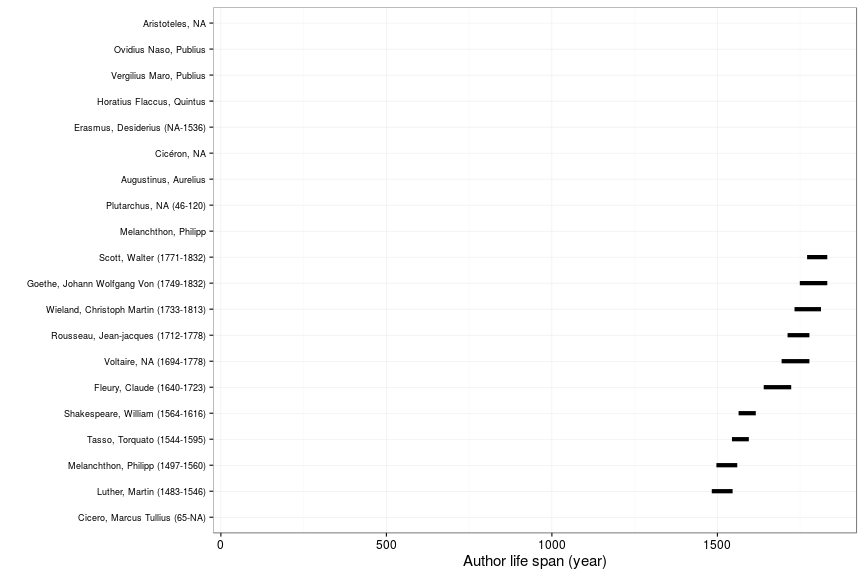 Aristoteles, NA
Ovidius Naso, Publius
Vergilius Maro, Publius
Horatius Flaccus, Quintus
Erasmus, Desiderius (NA-1536)
Cicéron, NA
Augustinus, Aurelius
Plutarchus, NA (46-120)
Melanchthon, Philipp
Scott, Walter (1771-1832)
Goethe, Johann Wolfgang Von (1749-1832)
Wieland, Christoph Martin (1733-1813)
Rousseau, Jean-jacques (1712-1778)
Voltaire, NA (1694-1778)
Fleury, Claude (1640-1723)
Shakespeare, William (1564-1616)
Tasso, Torquato (1544-1595)
Melanchthon, Philipp (1497-1560)
Luther, Martin (1483-1546)
Cicero, Marcus Tullius (65-NA)
0 500 1000 1500
Author life span (year)